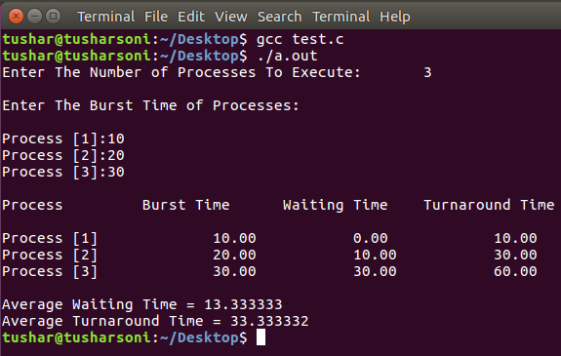 Terminal File Edit View Search Terminal Help
tushar@tusharsoni:~/Desktop$ gcc test.c
tushar@tusharsoni:~/Desktop$ ./a.out
Enter The Number of Processes To Execute: 3
Enter The Burst Time of Processes:
Process [1]:10
Process [2]:20
Process [3]:30
Process Burst Time Waiting Time Turnaround Time
Process [1] 10.00 0.00 10.00
Process [2] 20.00 10.00 30.00
Process [3] 30.00 30.00 60.00
Average Waiting Time = 13.333333
Average Turnaround Time = 33.333332
tushar@tusharsoni:~/Desktop$